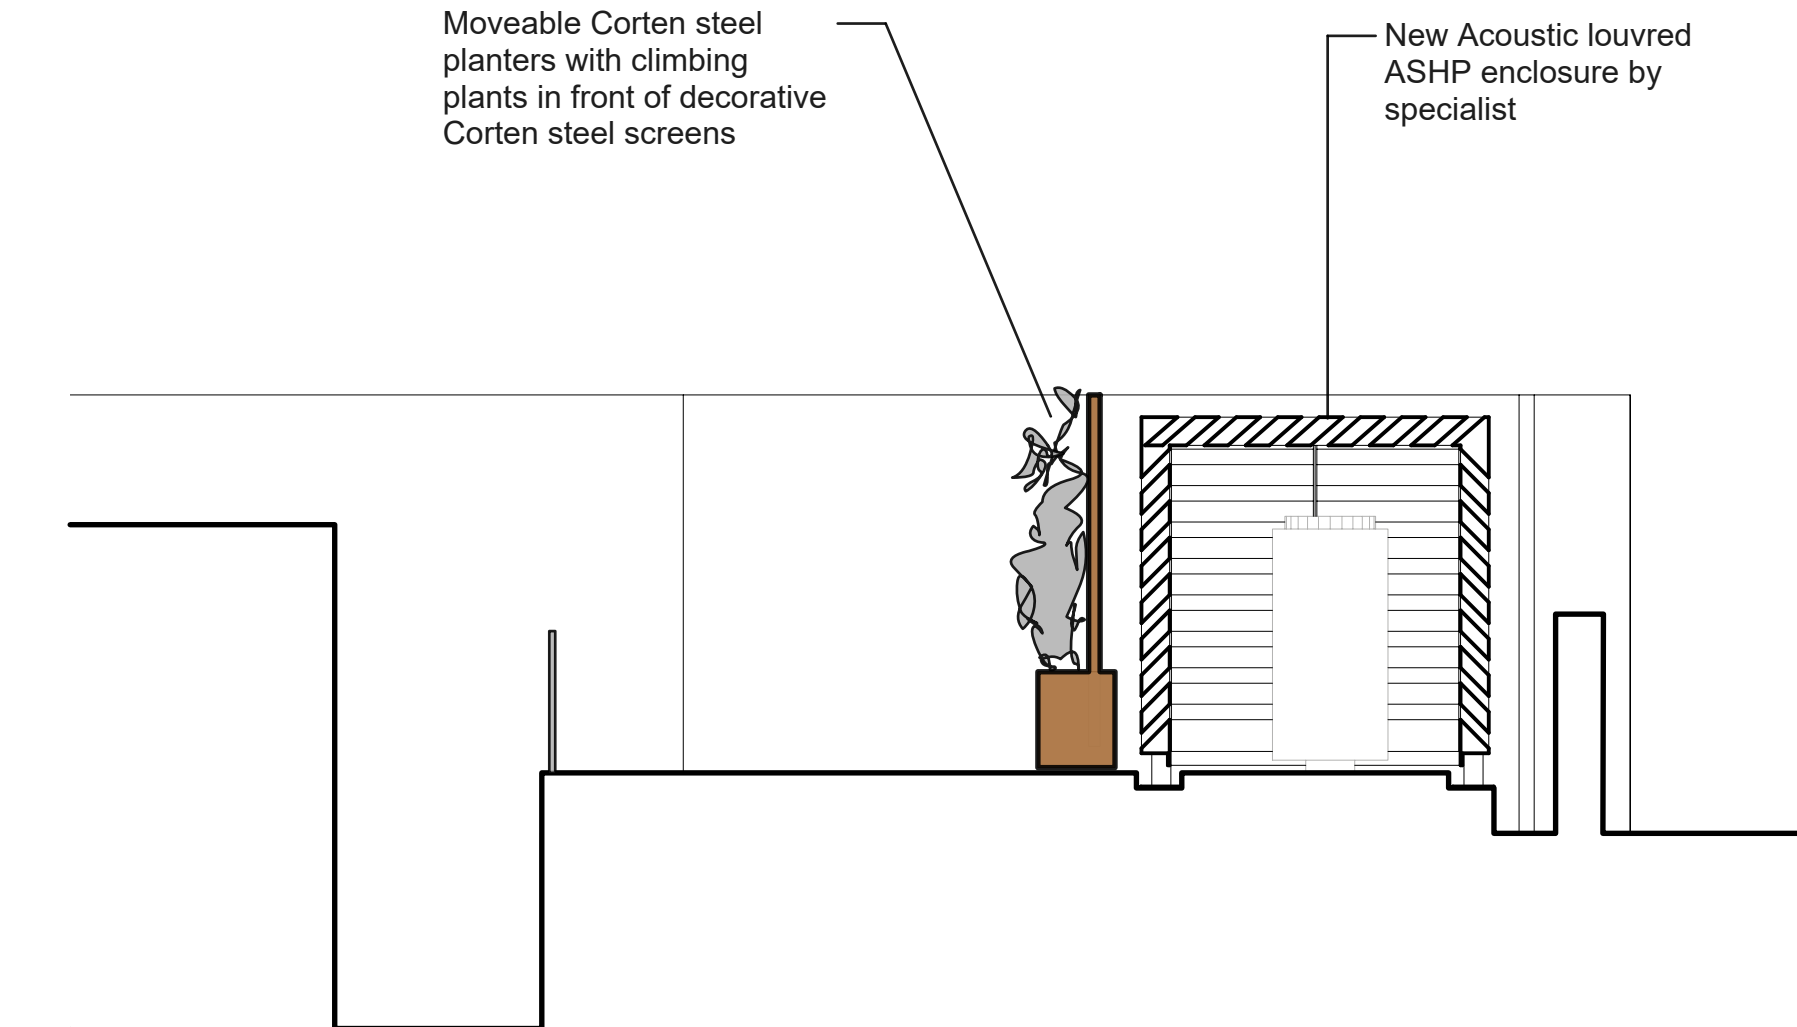 Moveable Corten steel
planters with climbing
plants in front of decorative
Corten steel screens
New Acoustic louvred
ASHP enclosure by
specialist